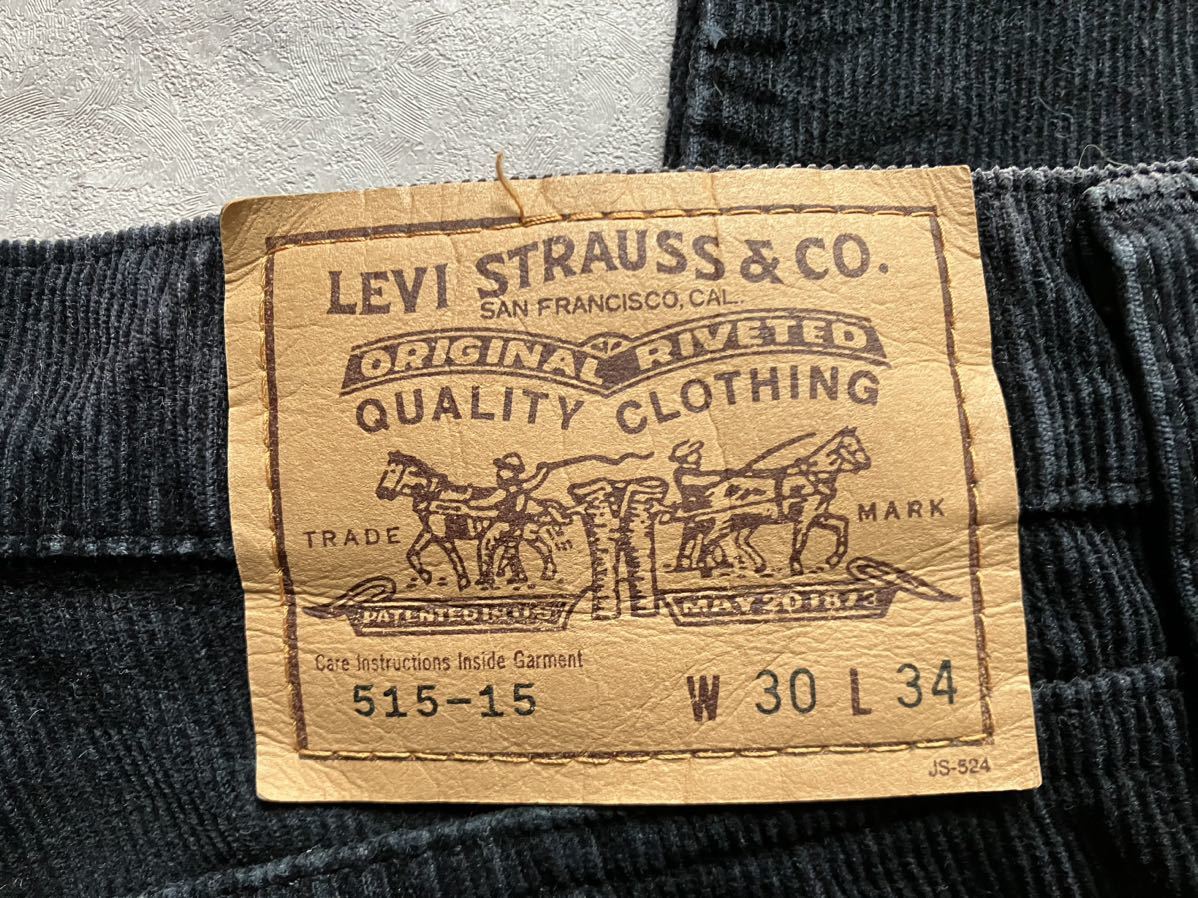 LEVI STRAUSS & CO.
SAN FRANCISCO, CAL.
ORIGINAL RIVETED
QUALITY CLOTHING
TRADE MARK
PATENTED IN U.S. MAY 20 1873
Care Instructions Inside Garment
515-15 W 30 L 34
JS-524